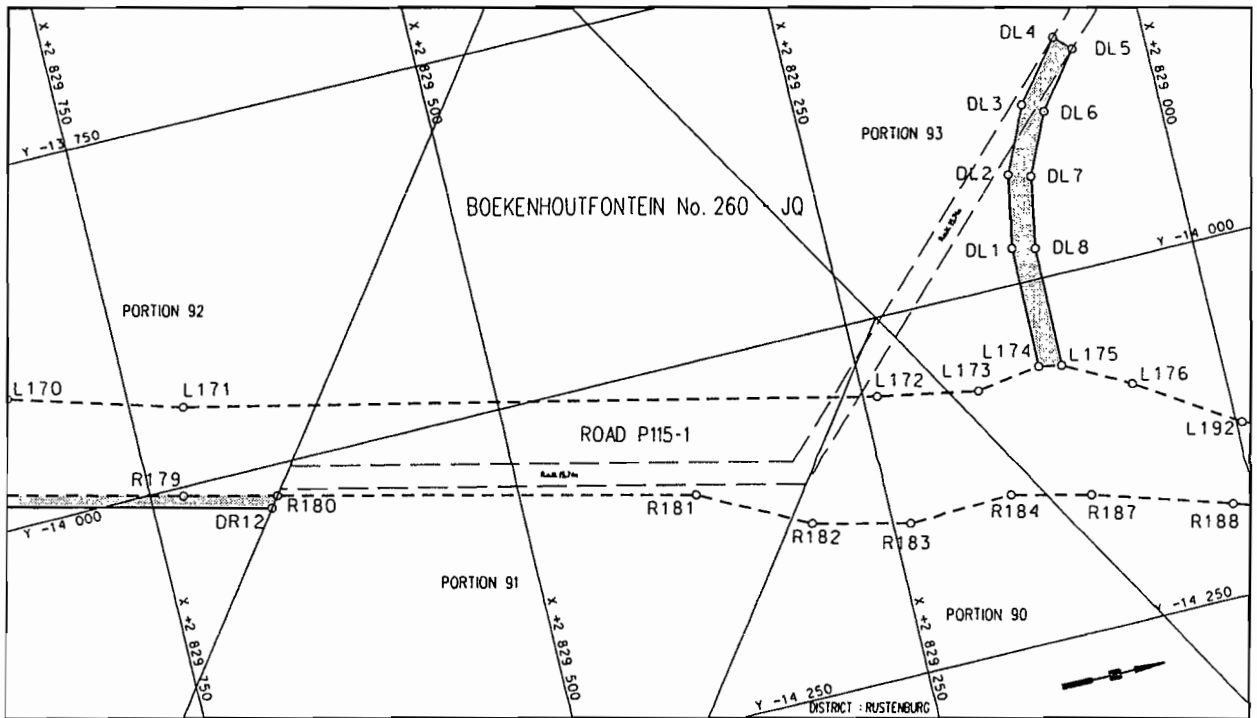 X +2 829 750
X +2 829 500
X +2 829 250
X +2 829 000
DL4
DL5
DL3
DL6
PORTION 93
Y -13 750
DL2
DL7
BOEKENHOUTFONTEIN No. 260 JQ
Y -14 000
DL1
DL8
PORTION 92
L174
L175
L170
L171
L172
L173
L176
L192
ROAD P115-1
R179
R180
R181
R184
R187
R188
DR12
Y -14 000
R182
R183
PORTION 91
PORTION 90
Y -14 250
X +2 829 750
X +2 829 500
X +2 829 250
Y -14 250
DISTRICT : RUSTENBURG